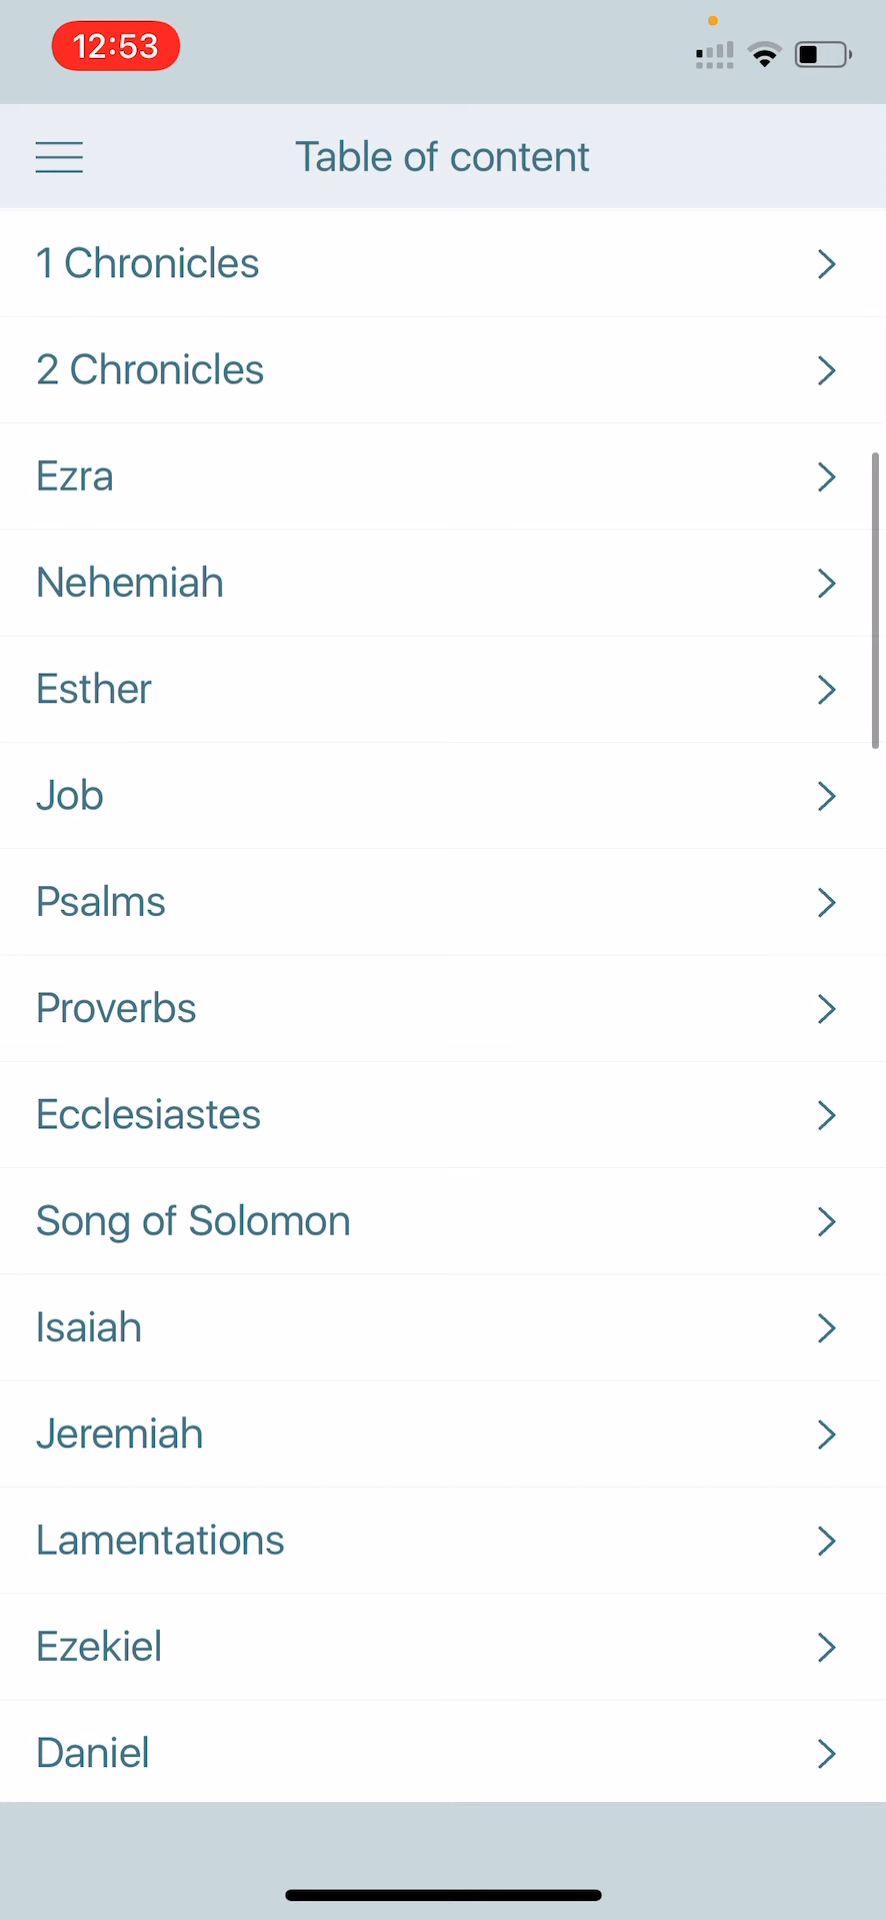 12:53
Table of content
1 Chronicles
2 Chronicles
Ezra
Nehemiah
Esther
Job
Psalms
Proverbs
Ecclesiastes
Song of Solomon
Isaiah
Jeremiah
Lamentations
Ezekiel
Daniel